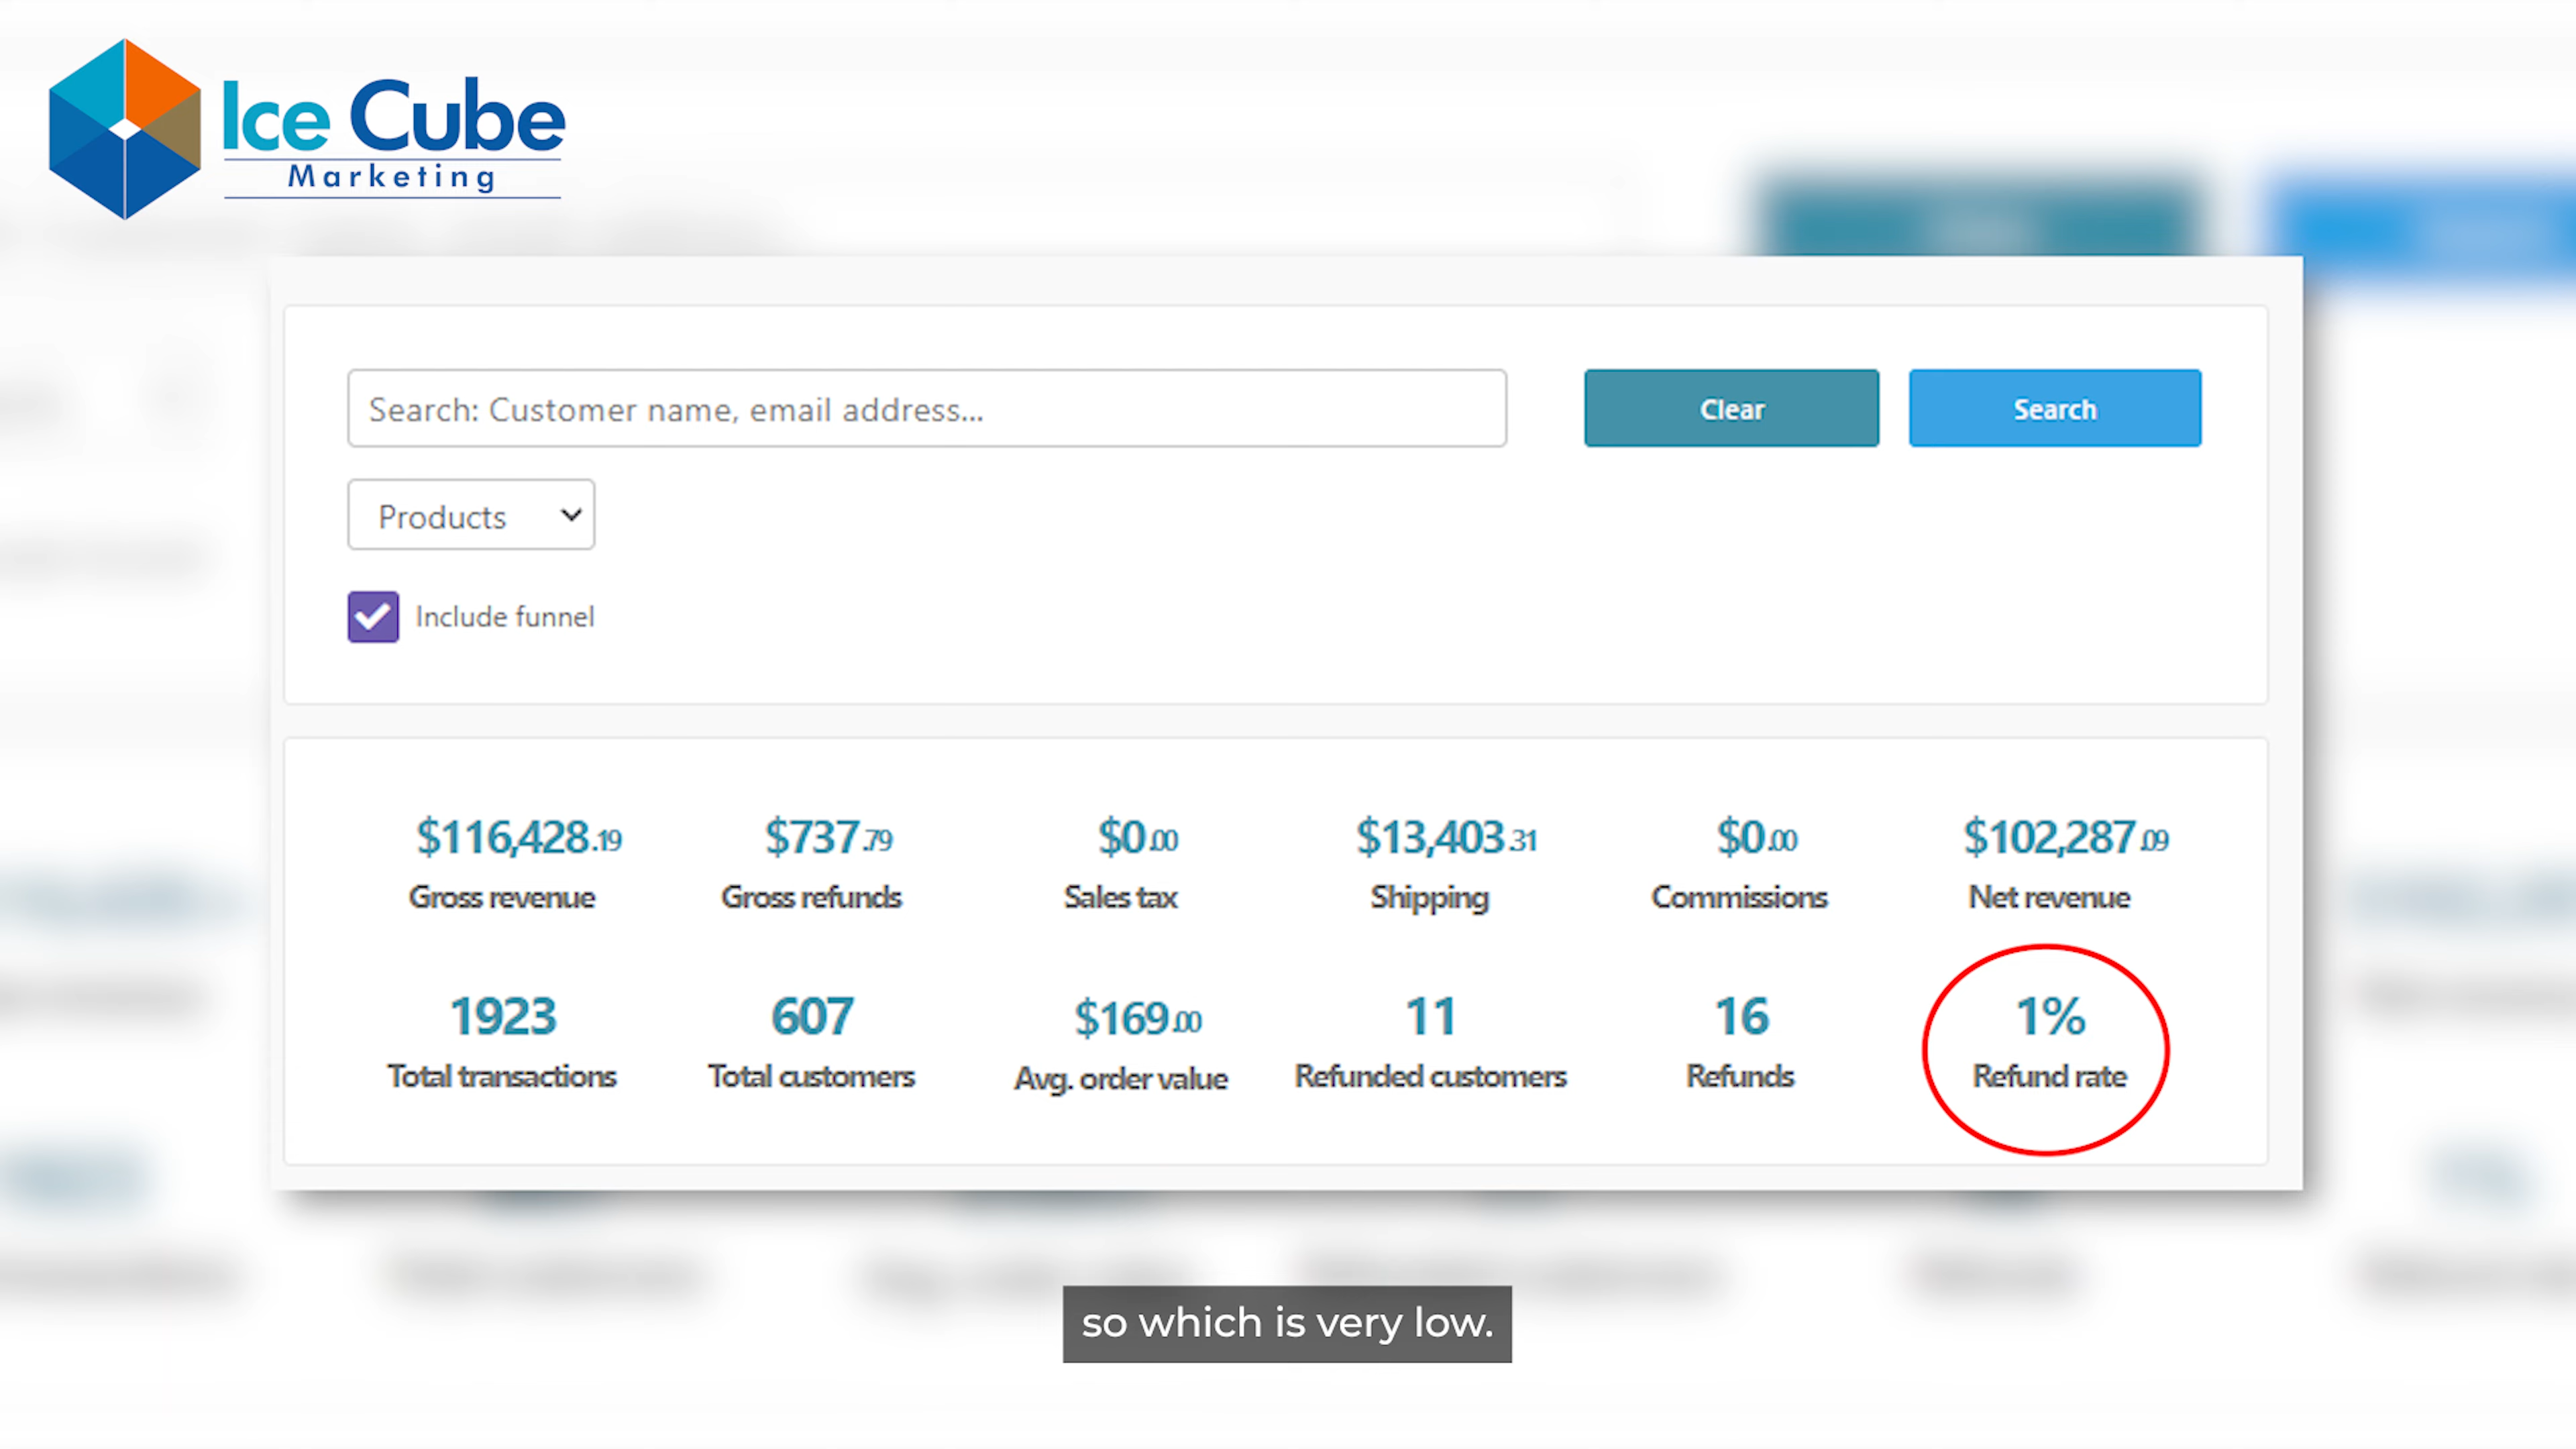 Ice Cube
Marketing
Search: Customer name, email address...
Clear
Search
Products
Include funnel
$116,428.19
$737.79
$0.00
$13,403.31
$0.00
$102,287.09
Gross revenue
Gross refunds
Sales tax
Shipping
Commissions
Net revenue
1923
607
$169.00
11
16
1%
Total transactions
Total customers
Avg. order value
Refunded customers
Refunds
Refund rate
so which is very low.